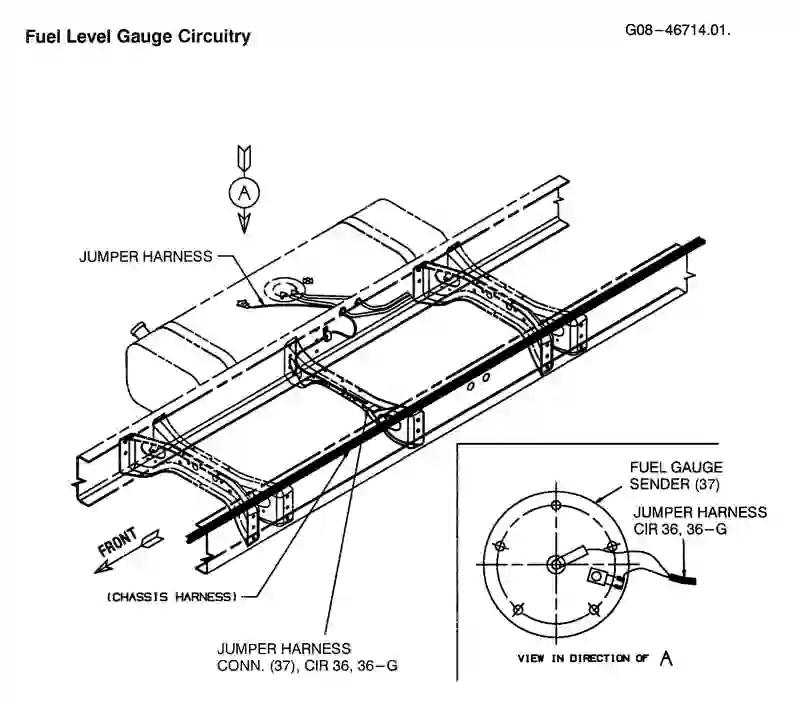 Fuel Level Gauge Circuitry
G08-46714.01.
A
JUMPER HARNESS
FUEL GAUGE
SENDER (37)
JUMPER HARNESS
CIR 36, 36-G
FRONT
(CHASSIS HARNESS)
JUMPER HARNESS
CONN. (37), CIR 36, 36-G
VIEW IN DIRECTION OF A